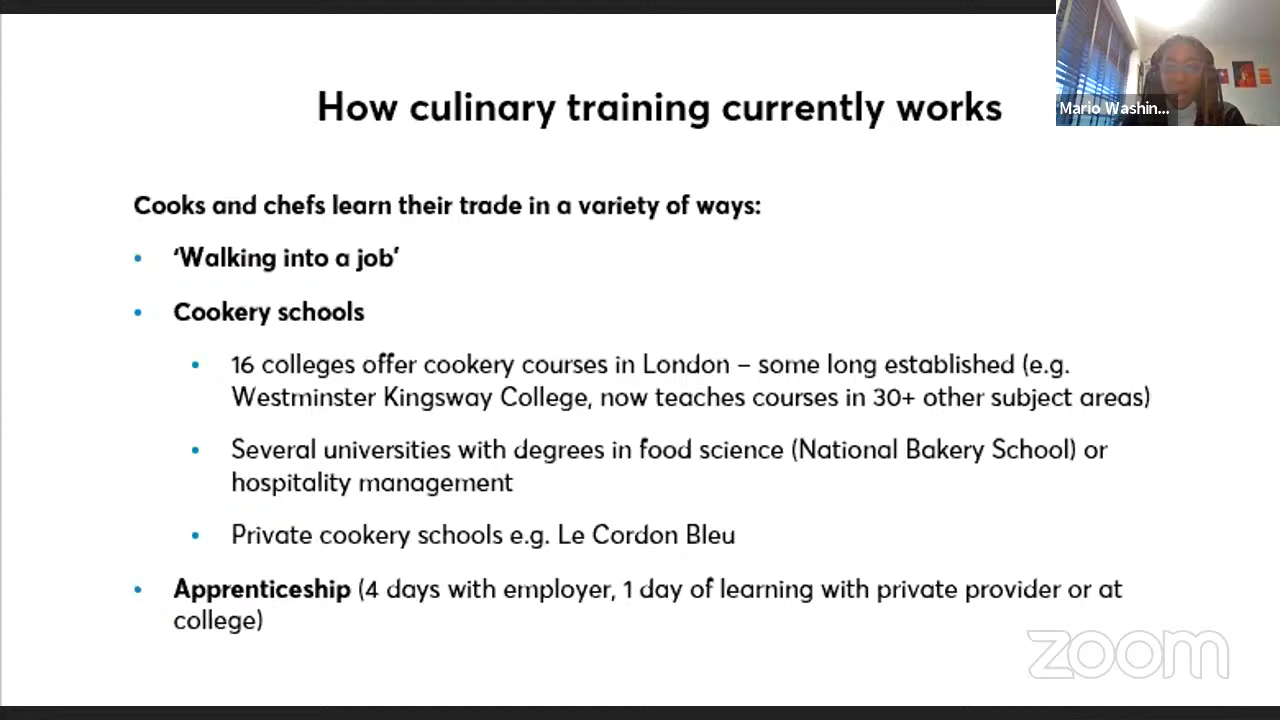 How culinary training currently works
Mario Washin...
Cooks and chefs learn their trade in a variety of ways:
• ‘Walking into a job’
• Cookery schools
• 16 colleges offer cookery courses in London – some long established (e.g.
Westminster Kingsway College, now teaches courses in 30+ other subject areas)
• Several universities with degrees in food science (National Bakery School) or
hospitality management
• Private cookery schools e.g. Le Cordon Bleu
• Apprenticeship (4 days with employer, 1 day of learning with private provider or at
college)
zoom